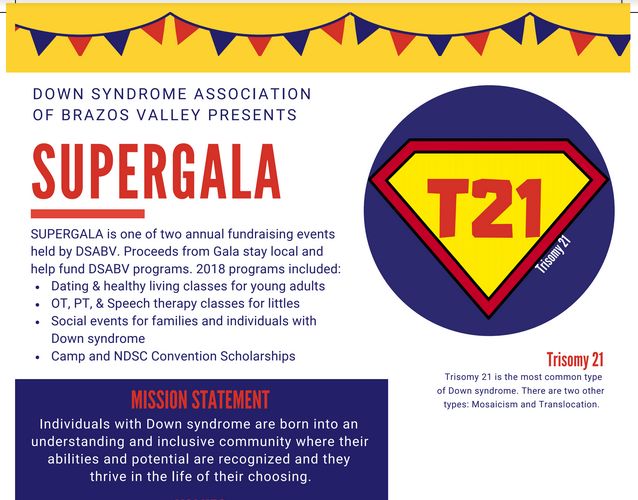 DOWN SYNDROME ASSOCIATION
OF BRAZOS VALLEY PRESENTS
SUPERGALA
SUPERGALA is one of two annual fundraising events
held by DSABV. Proceeds from Gala stay local and
help fund DSABV programs. 2018 programs included:
• Dating & healthy living classes for young adults
• OT, PT, & Speech therapy classes for littles
• Social events for families and individuals with
Down syndrome
• Camp and NDSC Convention Scholarships
T21
Trisomy 21
Trisomy 21
Trisomy 21 is the most common type
of Down syndrome. There are two other
types: Mosaicism and Translocation.
MISSION STATEMENT
Individuals with Down syndrome are born into an
understanding and inclusive community where their
abilities and potential are recognized and they
thrive in the life of their choosing.